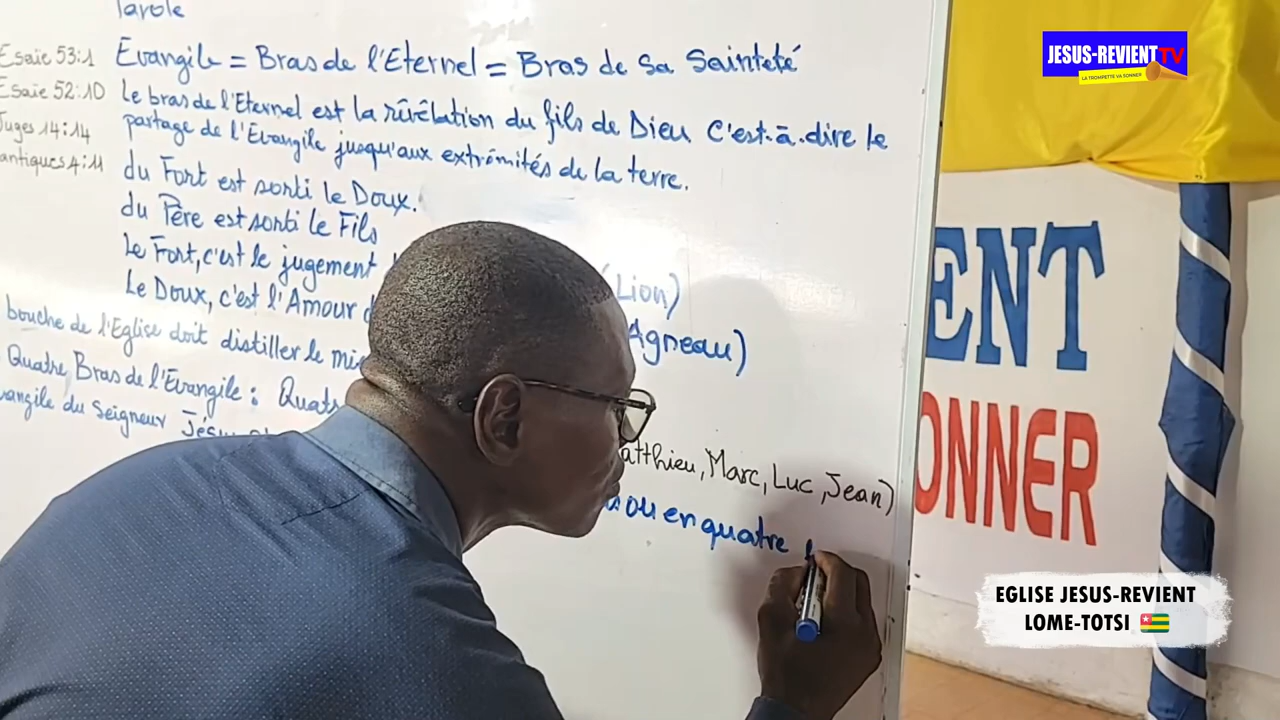 Parole
Esaïe 53:1 Evangile = Bras de l'Eternel = Bras de Sa Sainteté
Esaïe 52:10 Le bras de l'Eternel est la révélation du fils de Dieu C'est-à-dire le
Juges 14:14 partage de l'Evangile jusqu'aux extrémités de la terre.
antiques 4:11 du Fort est sorti le Doux.
du Père est sorti le Fils
Le Fort, c'est le jugement (Lion)
Le Doux, c'est l'Amour Agneau)
bouche de l'Eglise doit distiller le
Quatre Bras de l'Evangile : Quatr atthieu, Marc, Luc, Jean)
vangile du Seigneur Jésus ou en quatre
JESUS-REVIENT TV
LA TROMPETTE VA SONNER
ENT
ONNER
EGLISE JESUS-REVIENT
LOME-TOTSI